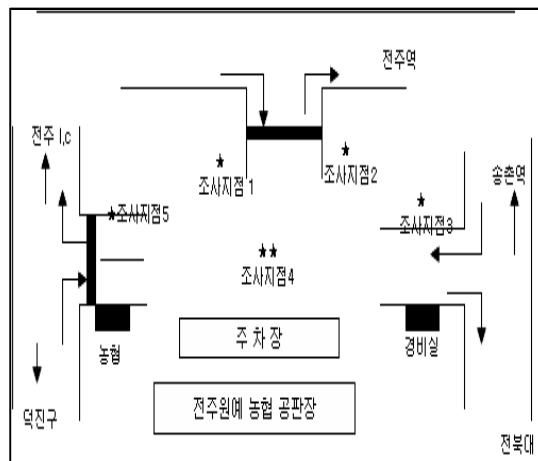 전주역
전주 I,c
*
조사지점1
*
조사지점2
송촌역
*조사지점5
*
조사지점3
**
조사지점4
주 차 장
농협
경비실
전주원예 농협 공판장
덕진구
전북대